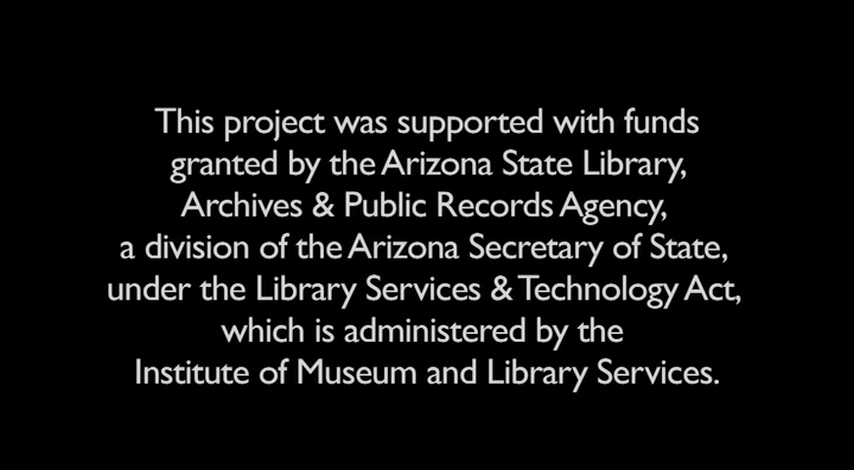 This project was supported with funds
granted by the Arizona State Library,
Archives & Public Records Agency,
a division of the Arizona Secretary of State,
under the Library Services & Technology Act,
which is administered by the
Institute of Museum and Library Services.